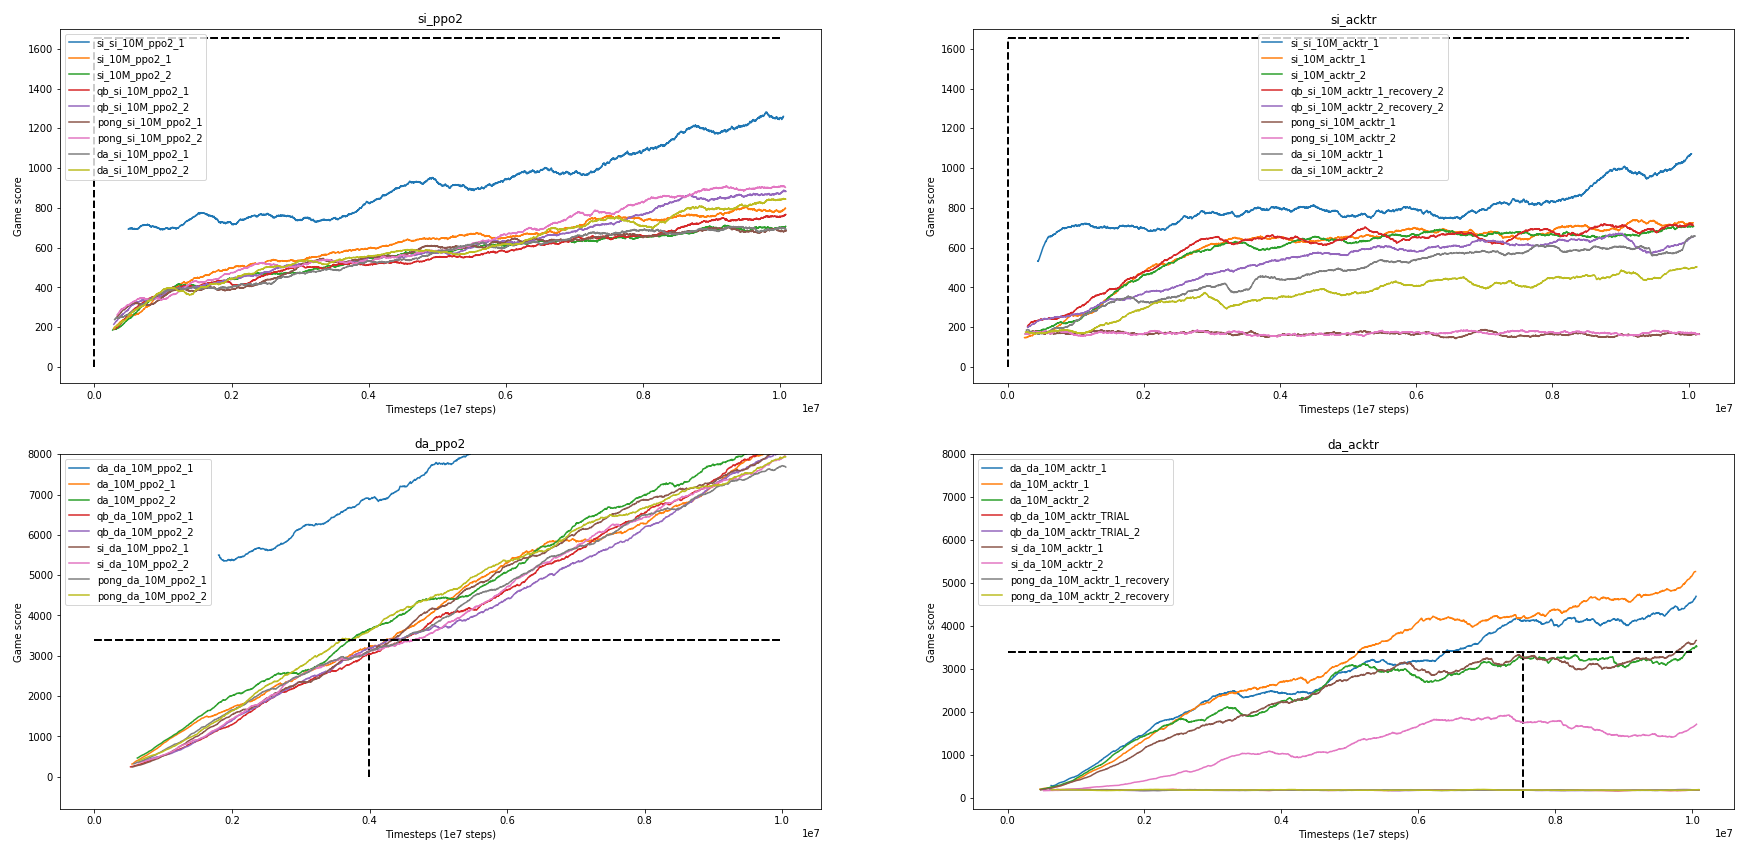 si_ppo2
si_si_10M_ppo2_1
si_10M_ppo2_1
si_10M_ppo2_2
qb_si_10M_ppo2_1
qb_si_10M_ppo2_2
pong_si_10M_ppo2_1
pong_si_10M_ppo2_2
da_si_10M_ppo2_1
da_si_10M_ppo2_2
1600
1400
1200
1000
800
600
400
200
0
Game score
0.0 0.2 0.4 0.6 0.8 1.0
1e7
Timesteps (1e7 steps)
si_acktr
si_si_10M_acktr_1
si_10M_acktr_1
si_10M_acktr_2
qb_si_10M_acktr_1_recovery_2
qb_si_10M_acktr_2_recovery_2
pong_si_10M_acktr_1
pong_si_10M_acktr_2
da_si_10M_acktr_1
da_si_10M_acktr_2
1600
1400
1200
1000
800
600
400
200
0
Game score
0.0 0.2 0.4 0.6 0.8 1.0
1e7
Timesteps (1e7 steps)
da_ppo2
da_da_10M_ppo2_1
da_10M_ppo2_1
da_10M_ppo2_2
qb_da_10M_ppo2_1
qb_da_10M_ppo2_2
si_da_10M_ppo2_1
si_da_10M_ppo2_2
pong_da_10M_ppo2_1
pong_da_10M_ppo2_2
8000
7000
6000
5000
4000
3000
2000
1000
0
Game score
0.0 0.2 0.4 0.6 0.8 1.0
1e7
Timesteps (1e7 steps)
da_acktr
da_da_10M_acktr_1
da_10M_acktr_1
da_10M_acktr_2
qb_da_10M_acktr_TRIAL
qb_da_10M_acktr_TRIAL_2
si_da_10M_acktr_1
si_da_10M_acktr_2
pong_da_10M_acktr_1_recovery
pong_da_10M_acktr_2_recovery
8000
7000
6000
5000
4000
3000
2000
1000
0
Game score
0.0 0.2 0.4 0.6 0.8 1.0
1e7
Timesteps (1e7 steps)